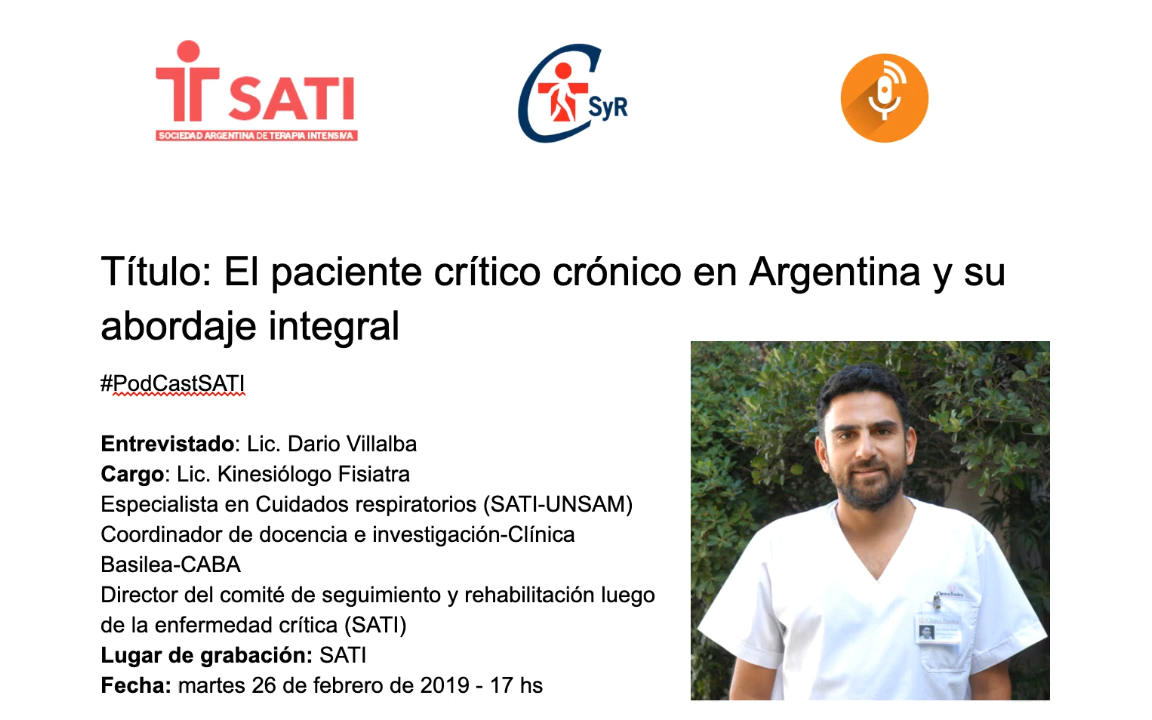 SATI
SOCIEDAD ARGENTINA DE TERAPIA INTENSIVA
SyR
Título: El paciente crítico crónico en Argentina y su
abordaje integral
#PodCastSATI
Entrevistado: Lic. Dario Villalba
Cargo: Lic. Kinesiólogo Fisiatra
Especialista en Cuidados respiratorios (SATI-UNSAM)
Coordinador de docencia e investigación-Clínica
Basilea-CABA
Director del comité de seguimiento y rehabilitación luego
de la enfermedad crítica (SATI)
Lugar de grabación: SATI
Fecha: martes 26 de febrero de 2019 - 17 hs